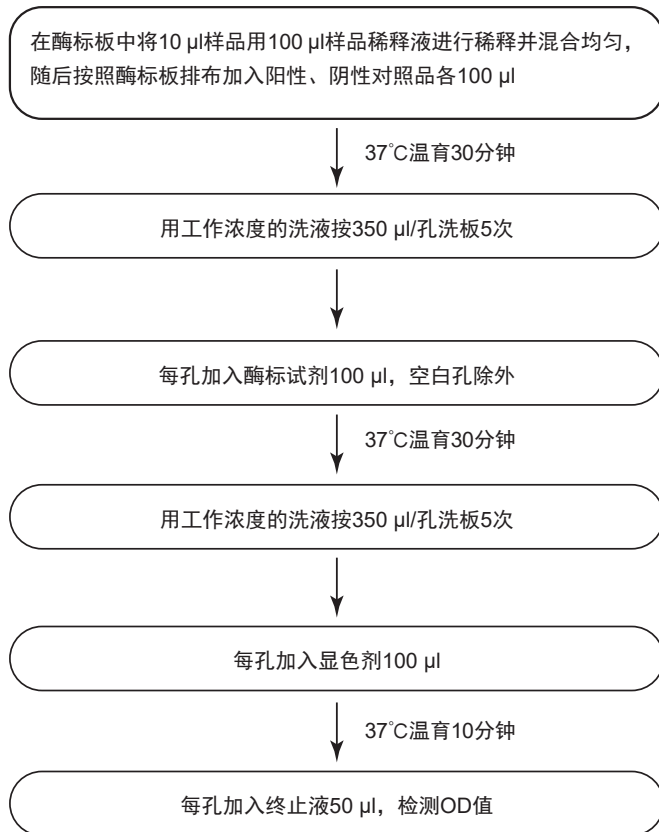 在酶标板中将10 μl样品用100 μl样品稀释液进行稀释并混合均匀，
随后按照酶标板排布加入阳性、阴性对照品各100 μl
37℃温育30分钟
用工作浓度的洗液按350 μl/孔洗板5次
每孔加入酶标试剂100 μl，空白孔除外
37℃温育30分钟
用工作浓度的洗液按350 μl/孔洗板5次
每孔加入显色剂100 μl
37℃温育10分钟
每孔加入终止液50 μl，检测OD值